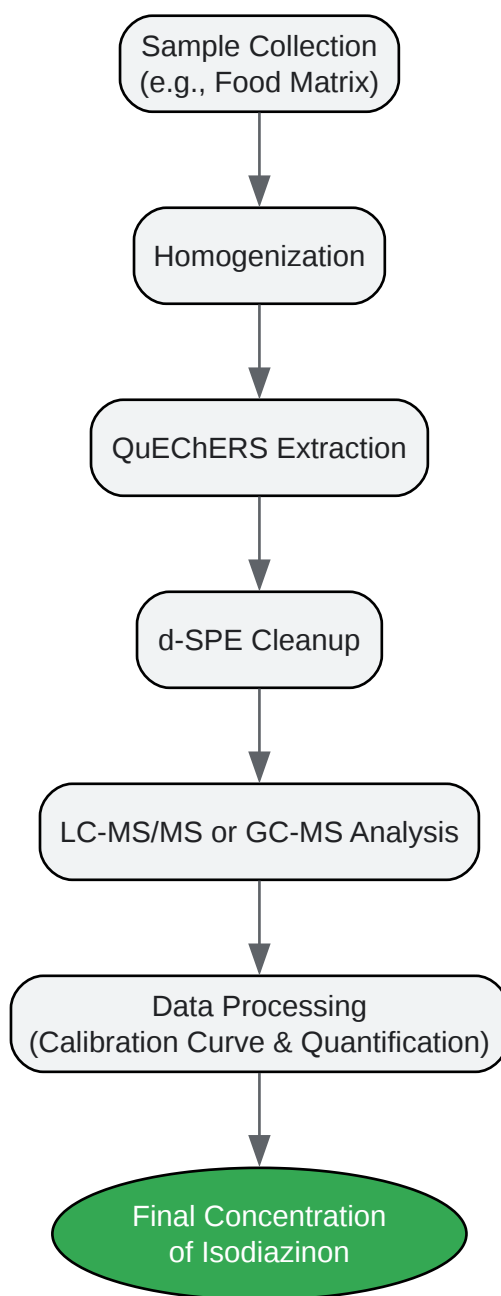 Sample Collection
(e.g., Food Matrix)
Homogenization
QuEChERS Extraction
d-SPE Cleanup
LC-MS/MS or GC-MS Analysis
Data Processing
(Calibration Curve & Quantification)
Final Concentration
of Isodiazinon